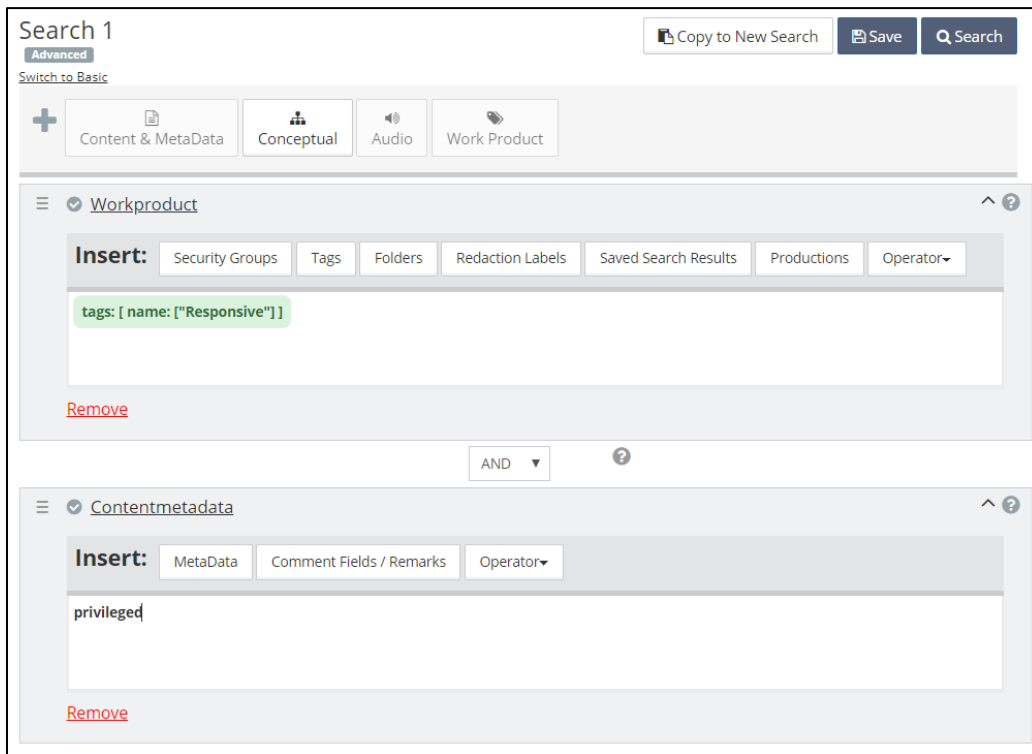 Search 1
Copy to New Search Save Search
Advanced
Switch to Basic
Content & MetaData Conceptual Audio Work Product
Workproduct
Insert: Security Groups Tags Folders Redaction Labels Saved Search Results Productions Operator
tags: [ name: ["Responsive"] ]
Remove
AND
Contentmetadata
Insert: MetaData Comment Fields / Remarks Operator
privileged
Remove